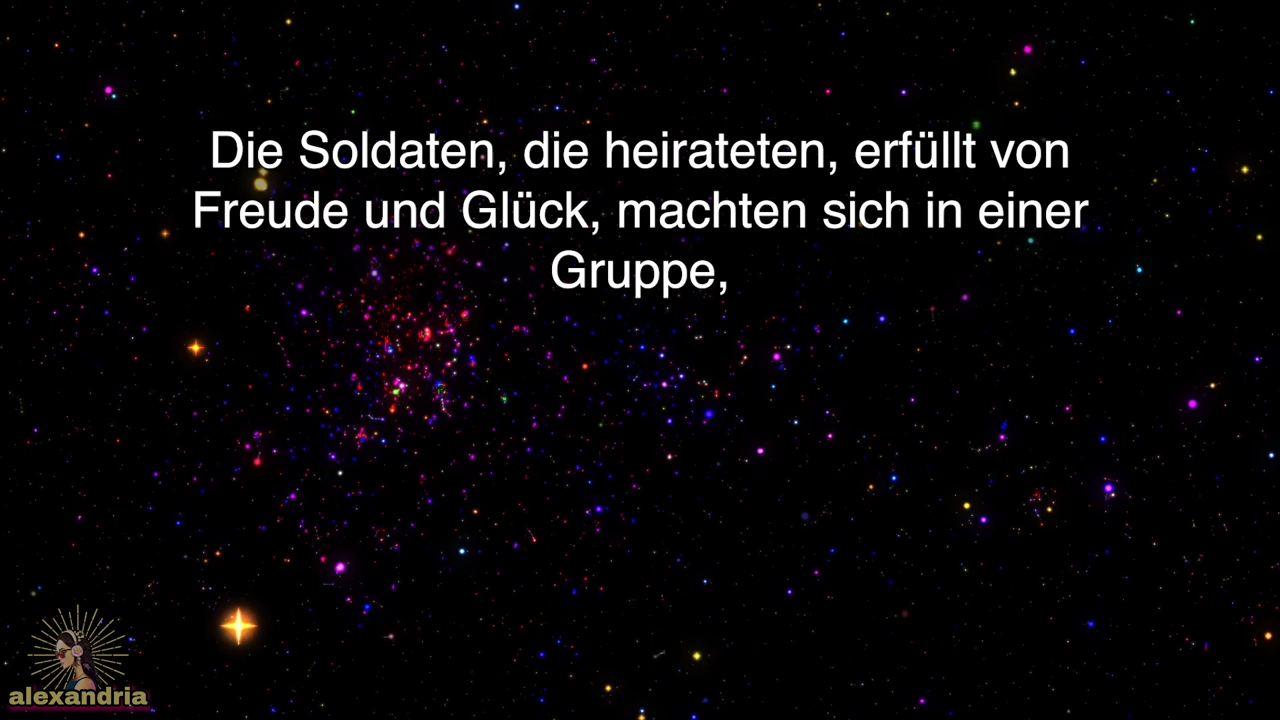 Die Soldaten, die heirateten, erfüllt von
Freude und Glück, machten sich in einer
Gruppe,
alexandria